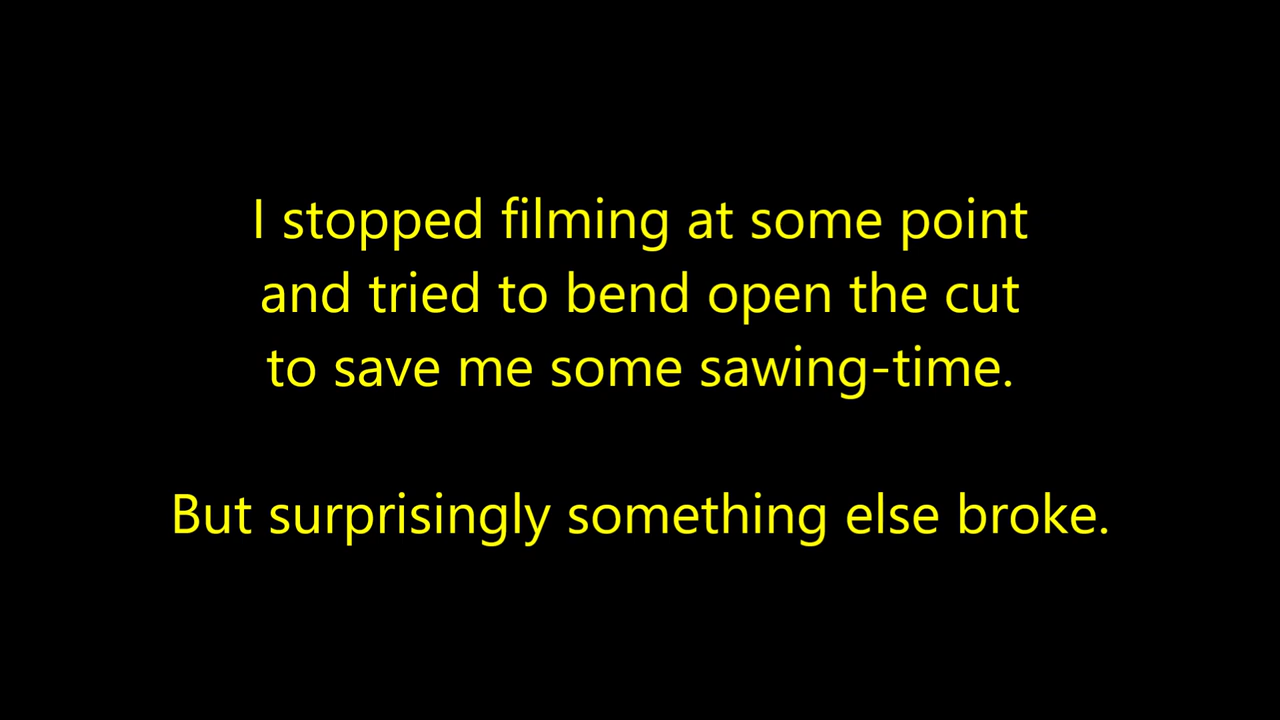 I stopped filming at some point
and tried to bend open the cut
to save me some sawing-time.
But surprisingly something else broke.